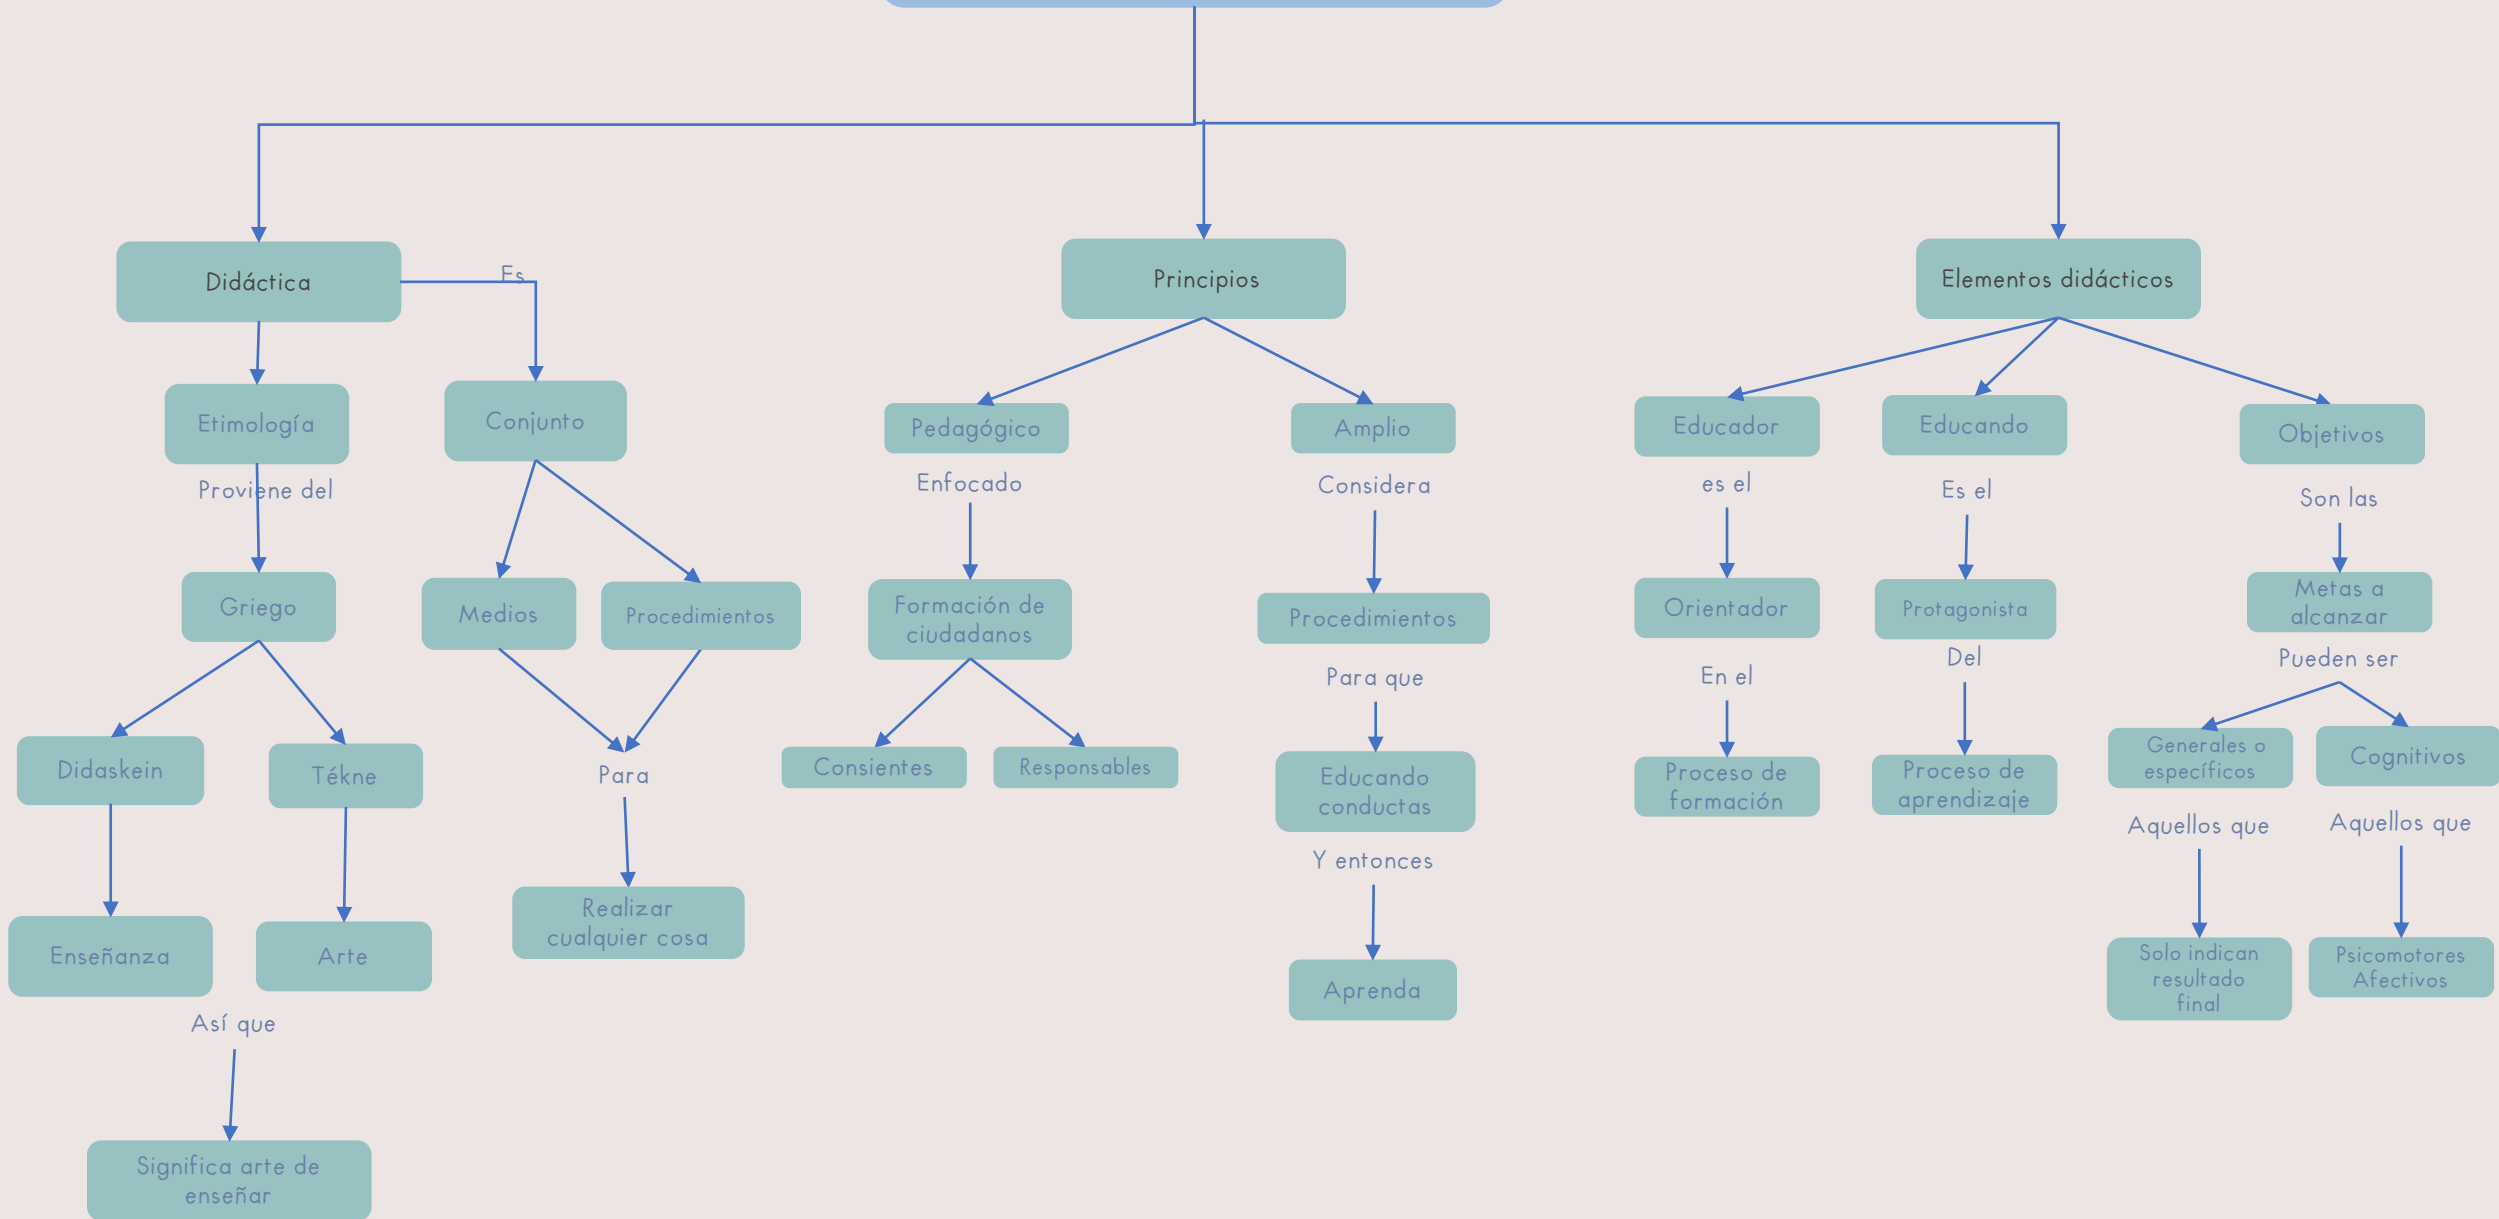 Didáctica
Es
Etimología
Conjunto
Proviene del
Griego
Medios
Procedimientos
Didaskein
Tékne
Para
Enseñanza
Arte
Realizar
cualquier cosa
Así que
Significa arte de
enseñar
Principios
Pedagógico
Amplio
Enfocado
Considera
Formación de
ciudadanos
Procedimientos
Consientes
Responsables
Para que
Educando
conductas
Y entonces
Aprenda
Elementos didácticos
Educador
Educando
Objetivos
es el
Es el
Son las
Orientador
Protagonista
Metas a
alcanzar
En el
Del
Pueden ser
Proceso de
formación
Proceso de
aprendizaje
Generales o
específicos
Cognitivos
Aquellos que
Aquellos que
Solo indican
resultado
final
Psicomotores
Afectivos